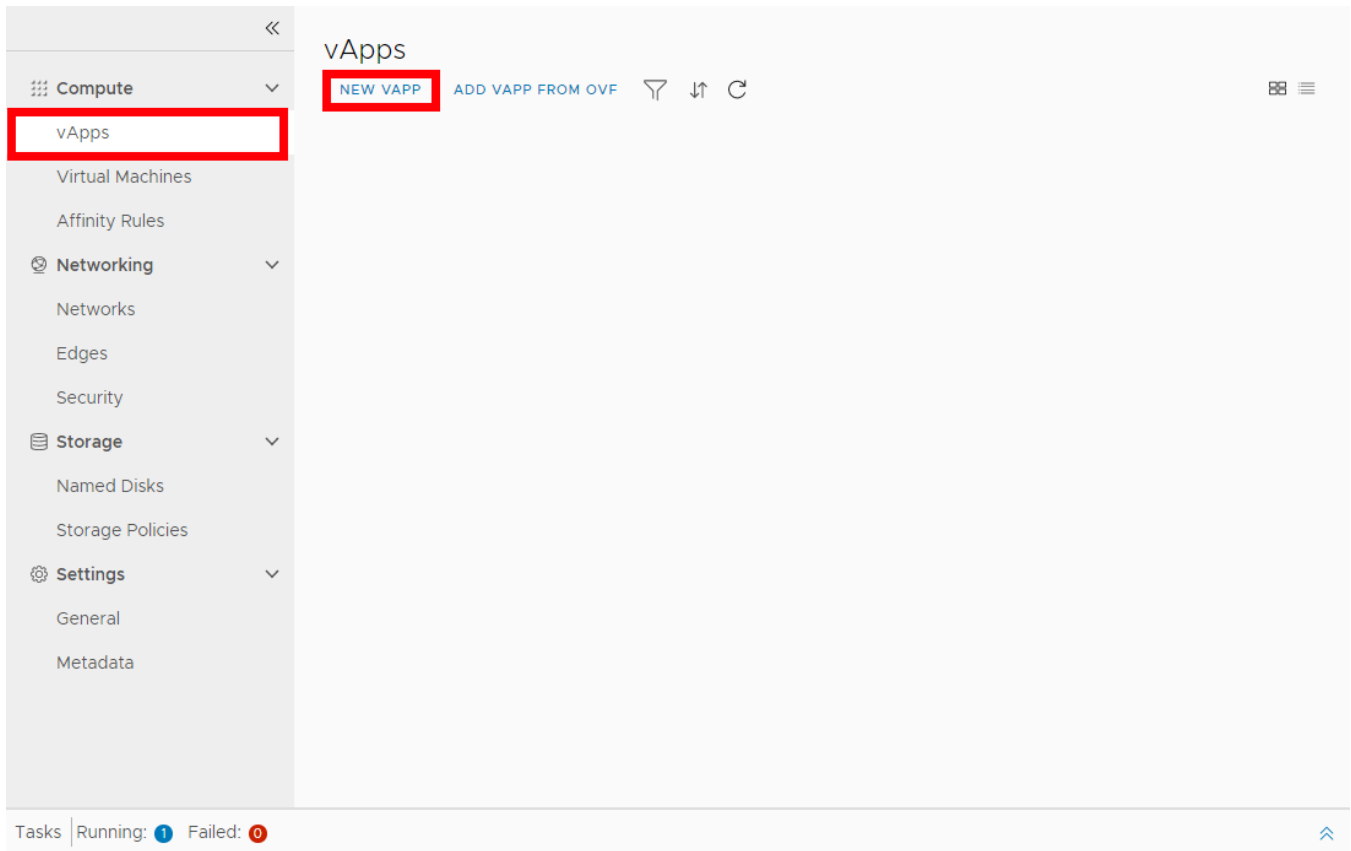 vApps
Compute
NEW VAPP
ADD VAPP FROM OVF
vApps
Virtual Machines
Affinity Rules
Networking
Networks
Edges
Security
Storage
Named Disks
Storage Policies
Settings
General
Metadata
Tasks Running: 1 Failed: 0